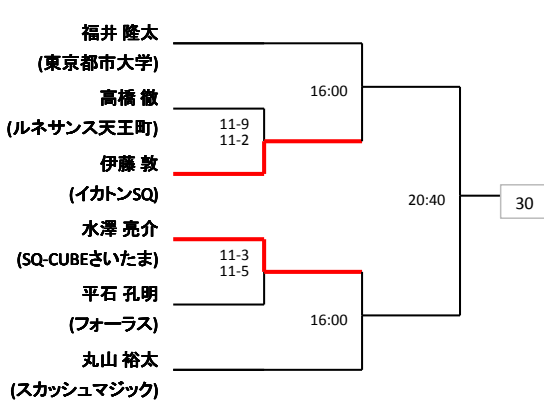 福井 隆太
(東京都市大学)
16:00
高橋 徹
(ルネサンス天王町)
11-9
11-2
伊藤 敦
(イカトンSQ)
20:40
30
水澤 亮介
(SQ-CUBEさいたま)
11-3
11-5
平石 孔明
(フォーラス)
16:00
丸山 裕太
(スカッシュマジック)